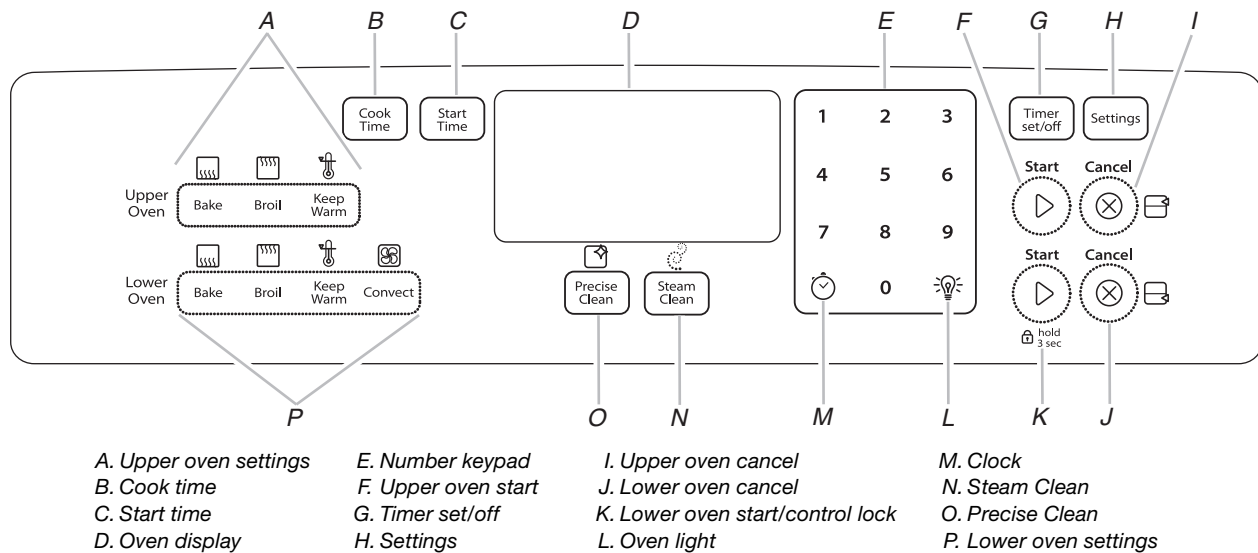 A B C D E F G H I
Cook
Time
Start
Time
1 2 3
4 5 6
7 8 9
0
Timer
set/off
Settings
Upper
Oven
Bake Broil Keep
Warm
Lower
Oven
Bake Broil Keep
Warm Convect
Precise
Clean
Steam
Clean
Start Cancel
Start Cancel
hold
3 sec
P O N M L K J
A. Upper oven settings
B. Cook time
C. Start time
D. Oven display
E. Number keypad
F. Upper oven start
G. Timer set/off
H. Settings
I. Upper oven cancel
J. Lower oven cancel
K. Lower oven start/control lock
L. Oven light
M. Clock
N. Steam Clean
O. Precise Clean
P. Lower oven settings